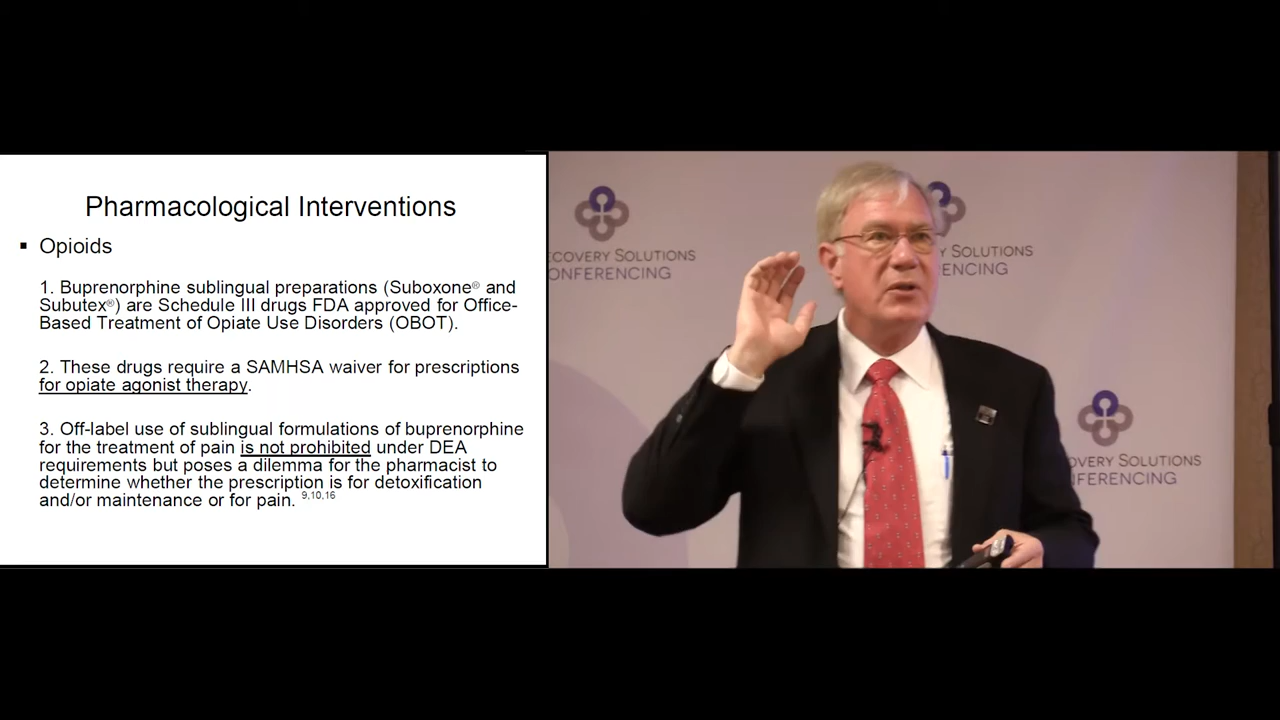 Pharmacological Interventions
▪ Opioids
1. Buprenorphine sublingual preparations (Suboxone® and
Subutex®) are Schedule III drugs FDA approved for Office-
Based Treatment of Opiate Use Disorders (OBOT).
2. These drugs require a SAMHSA waiver for prescriptions
for opiate agonist therapy.
3. Off-label use of sublingual formulations of buprenorphine
for the treatment of pain is not prohibited under DEA
requirements but poses a dilemma for the pharmacist to
determine whether the prescription is for detoxification
and/or maintenance or for pain. 9,10,16
ECOVERY SOLUTIONS
ONFERENCING
COVERY SOLUTIONS
ENCING
OVERY SOLUTIONS
FERENCING